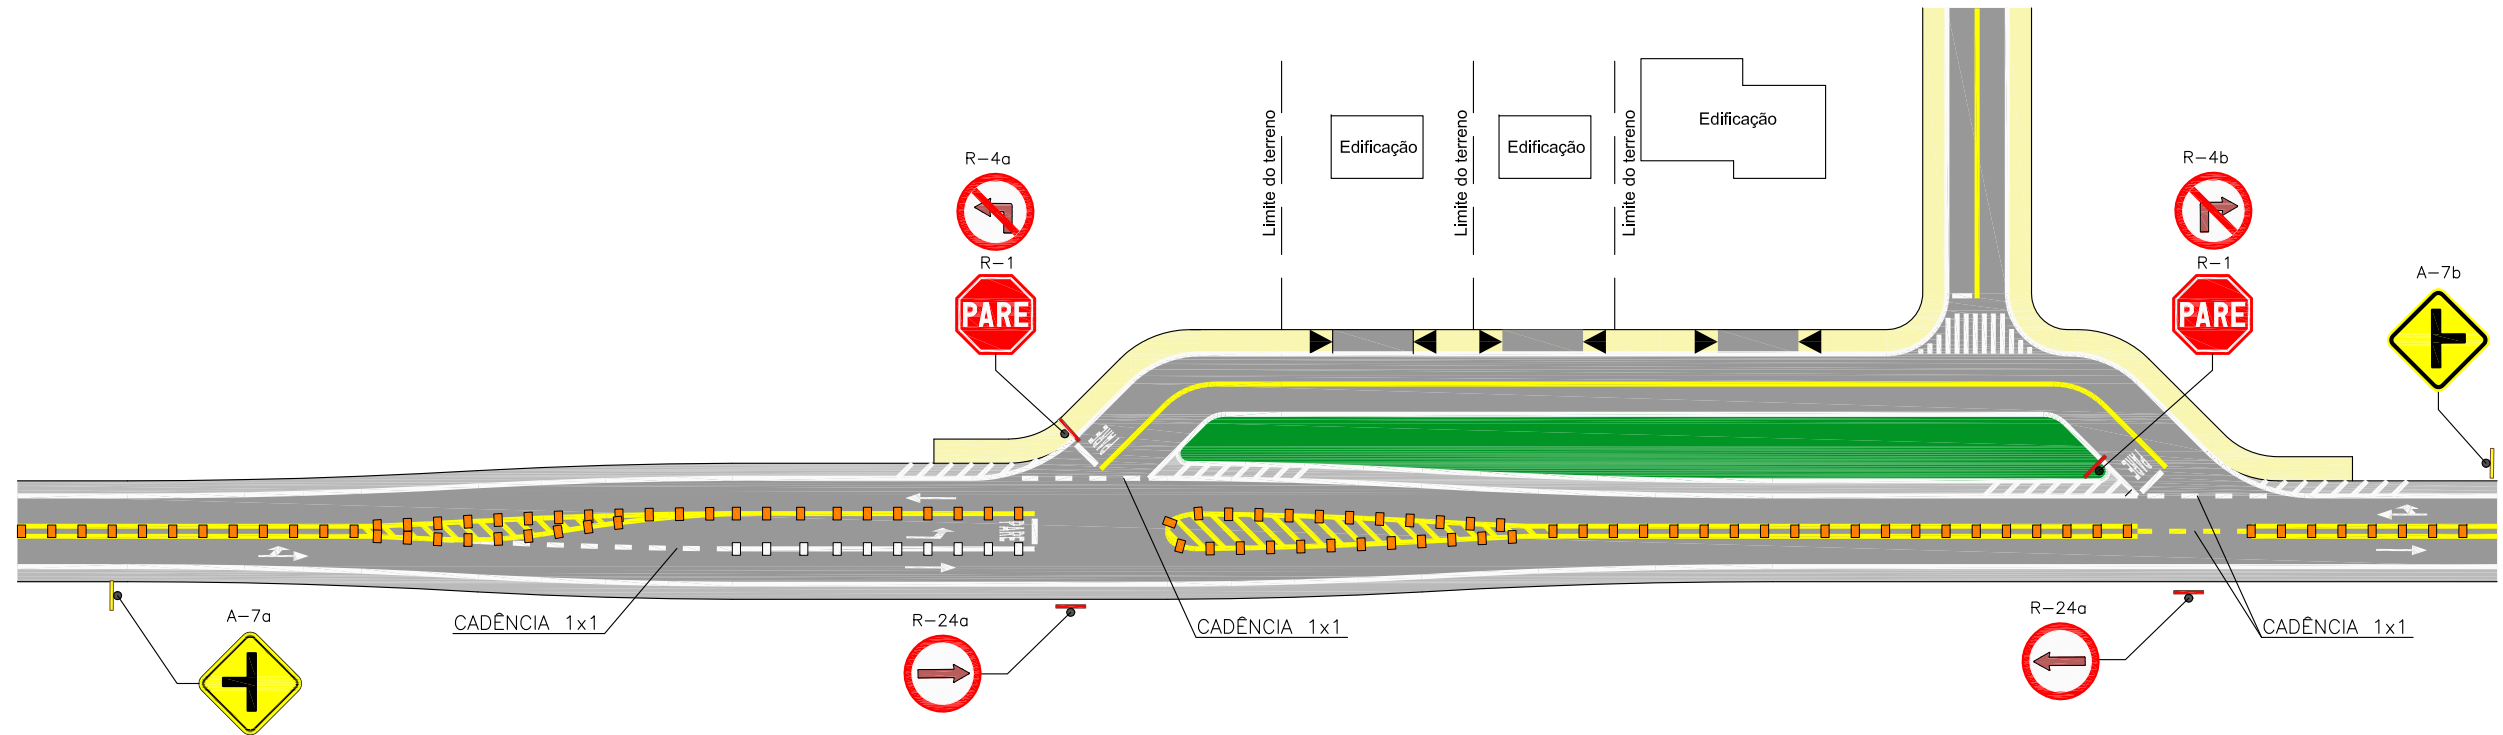 Limite do terreno
Edificação
Limite do terreno
Edificação
Limite do terreno
Edificação
R-4a
R-1
PARE
R-4b
R-1
PARE
A-7b
PARE
PARE
PARE
A-7a
CADÊNCIA 1x1
R-24a
CADÊNCIA 1x1
R-24a
CADÊNCIA 1x1